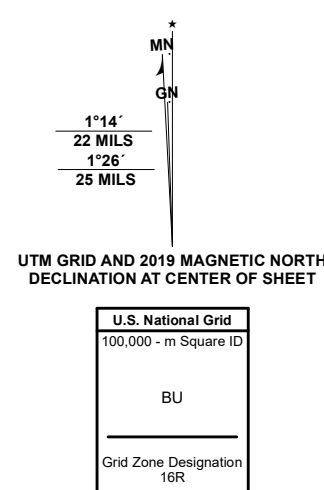 ★
MN
GN
1°14´
22 MILS
1°26´
25 MILS
UTM GRID AND 2019 MAGNETIC NORTH
DECLINATION AT CENTER OF SHEET
U.S. National Grid
100,000 - m Square ID
BU
Grid Zone Designation
16R